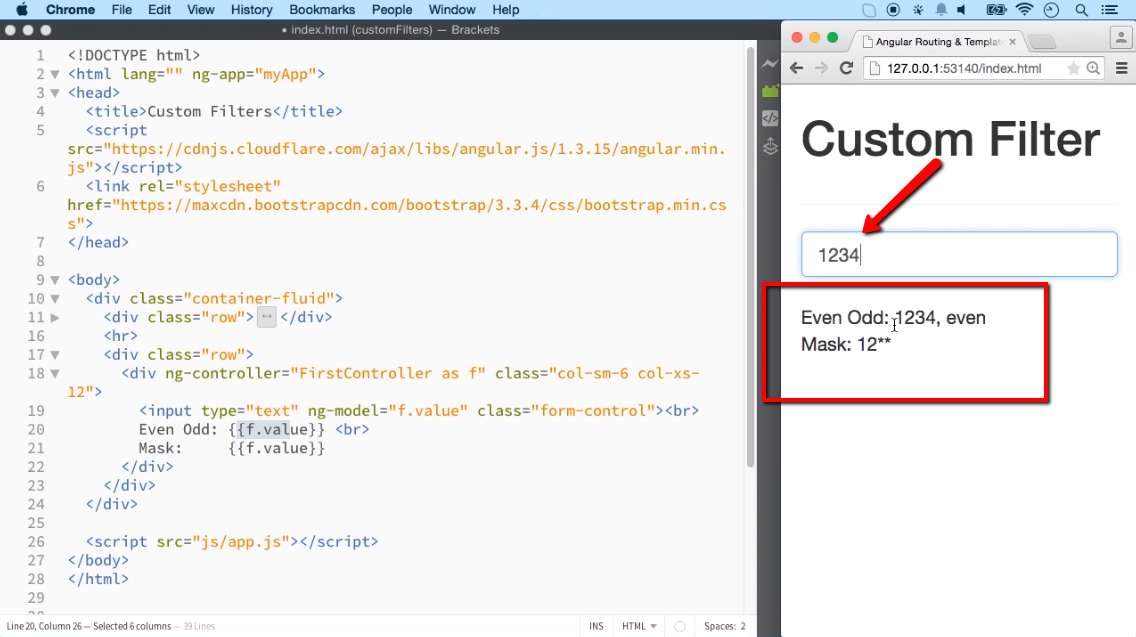 Chrome File Edit View History Bookmarks People Window Help
• index.html (customFilters) — Brackets
1 <!DOCTYPE html>
2 <html lang="" ng-app="myApp">
3 <head>
4 <title>Custom Filters</title>
5 <script
src="https://cdnjs.cloudflare.com/ajax/libs/angular.js/1.3.15/angular.min.
js"></script>
6 <link rel="stylesheet"
href="https://maxcdn.bootstrapcdn.com/bootstrap/3.3.4/css/bootstrap.min.cs
s">
7 </head>
8
9 <body>
10 <div class="container-fluid">
11 <div class="row"> ↔ </div>
16 <hr>
17 <div class="row">
18 <div ng-controller="FirstController as f" class="col-sm-6 col-xs-
12">
19 <input type="text" ng-model="f.value" class="form-control"><br>
20 Even Odd: {{f.value}} <br>
21 Mask: {{f.value}}
22 </div>
23 </div>
24 </div>
25
26 <script src="js/app.js"></script>
27 </body>
28 </html>
29
Line 20, Column 26 — Selected 6 columns — 39 Lines
INS HTML Spaces: 2
Angular Routing & Templat
127.0.0.1:53140/index.html
Custom Filter
1234
Even Odd: 1234, even
Mask: 12**